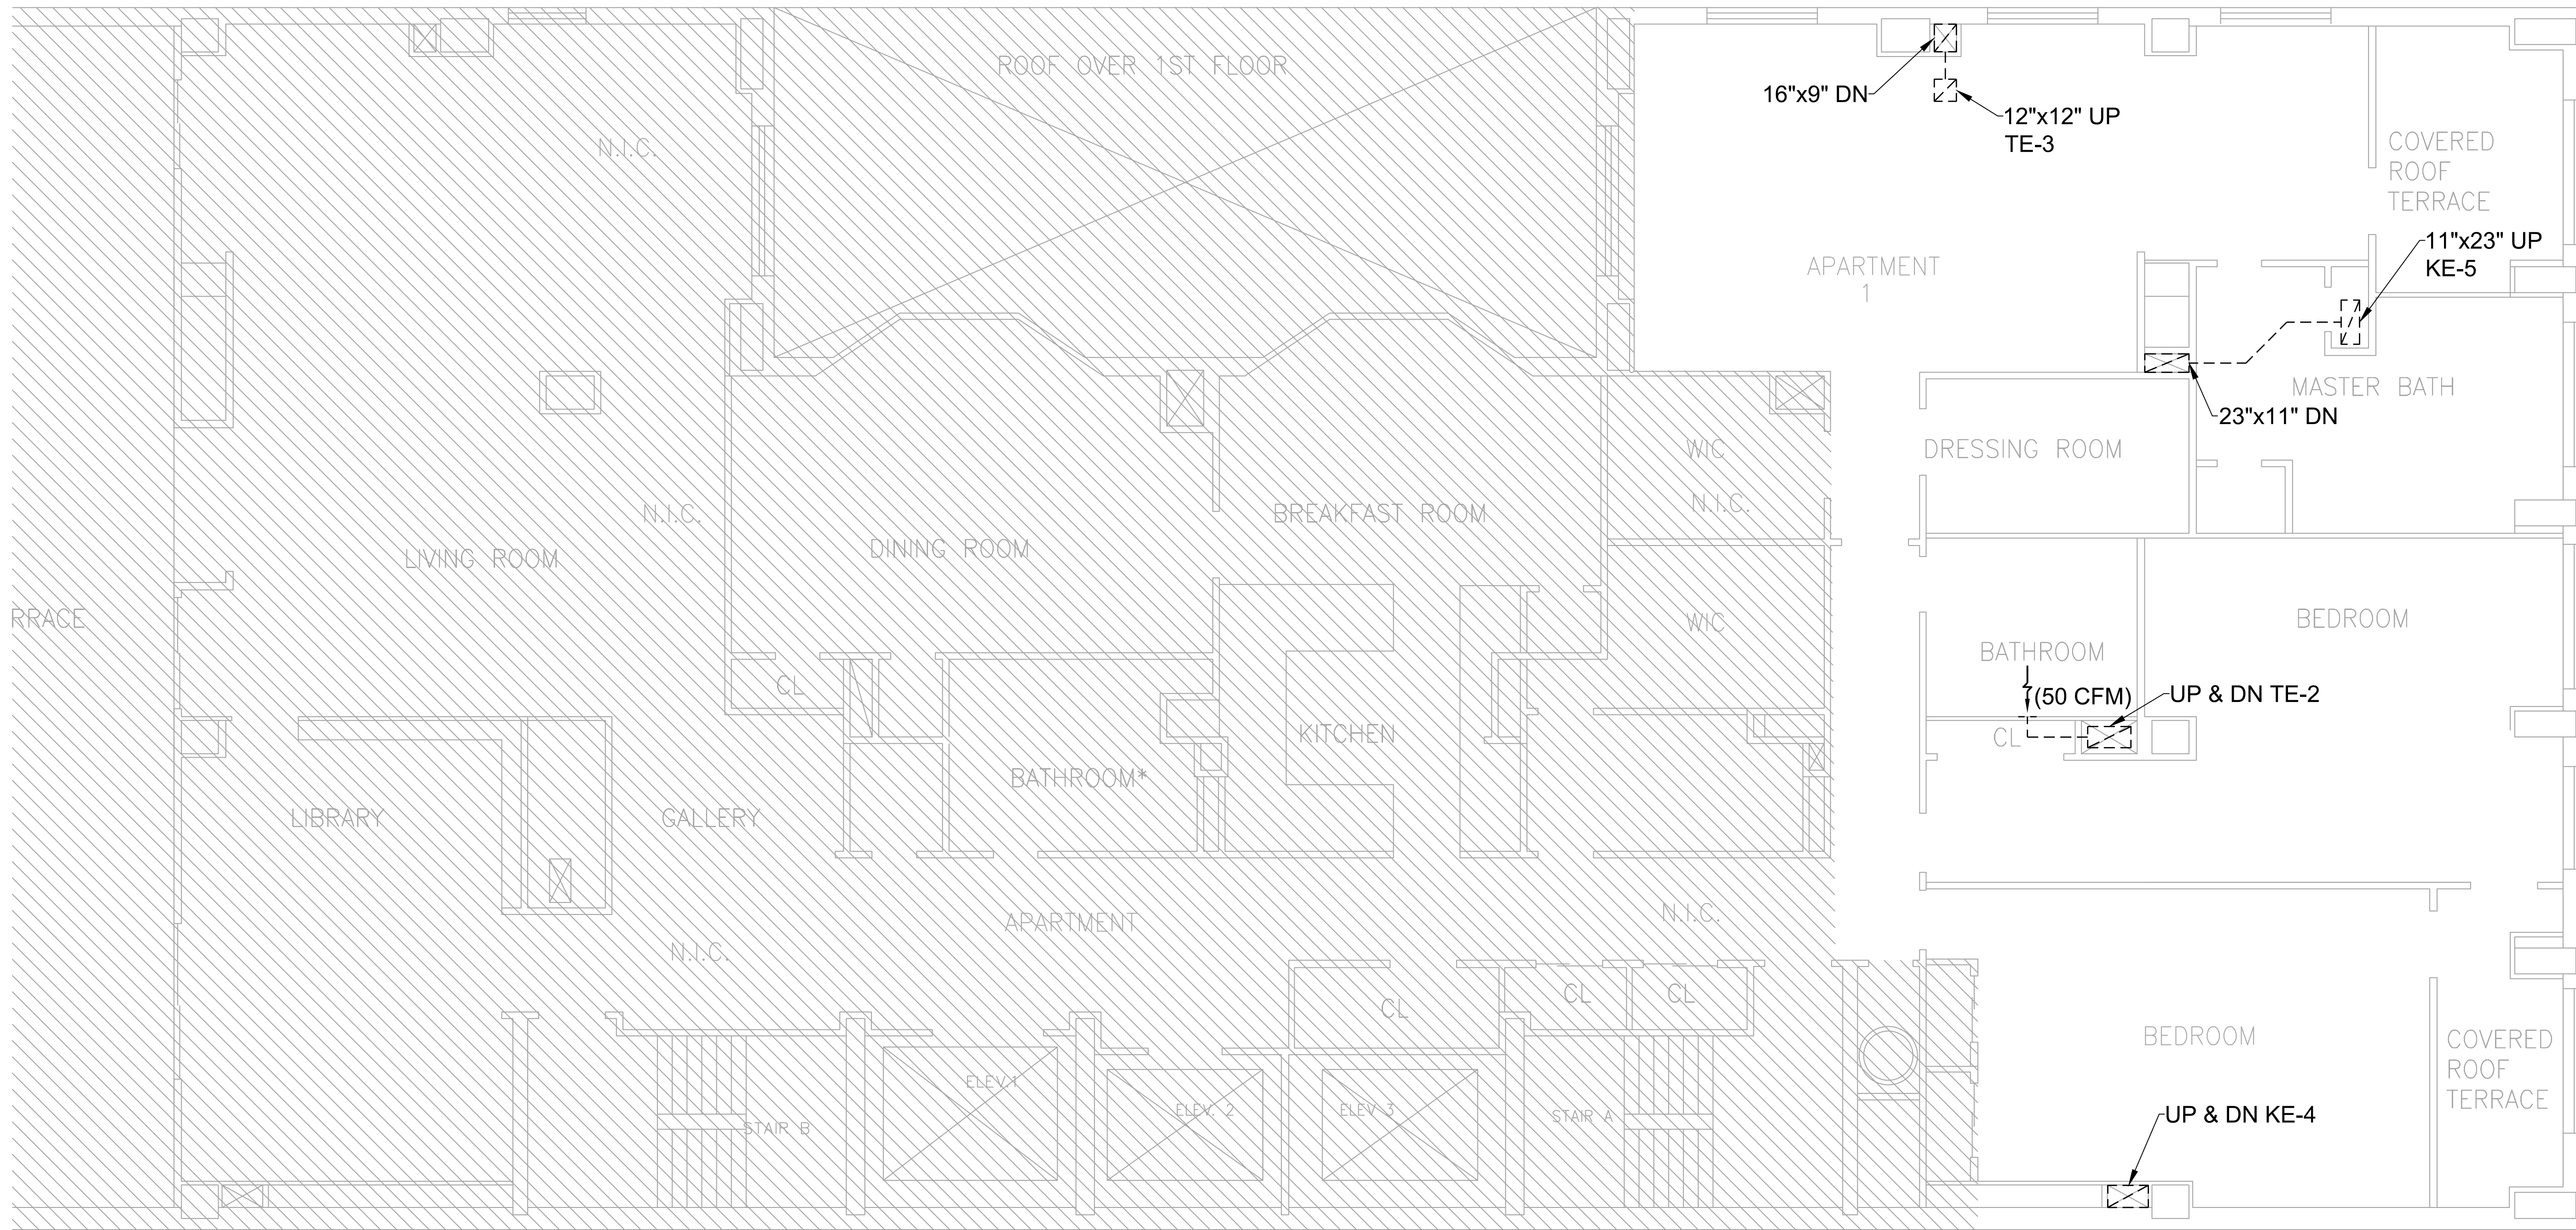 ROOF OVER 1ST FLOOR
16"x9" DN
12"x12" UP
TE-3
N.I.C.
COVERED
ROOF
TERRACE
11"x23" UP
KE-5
APARTMENT
1
MASTER BATH
23"x11" DN
WIC
DRESSING ROOM
N.I.C.
N.I.C.
BREAKFAST ROOM
DINING ROOM
LIVING ROOM
RRACE
WIC
BEDROOM
BATHROOM
CL
(50 CFM)
UP & DN TE-2
KITCHEN
CL
BATHROOM*
LIBRARY
GALLERY
APARTMENT
N.I.C.
N.I.C.
CL
CL
CL
BEDROOM
COVERED
ROOF
TERRACE
ELEV.1
ELEV. 2
ELEV 3
STAIR A
STAIR B
UP & DN KE-4